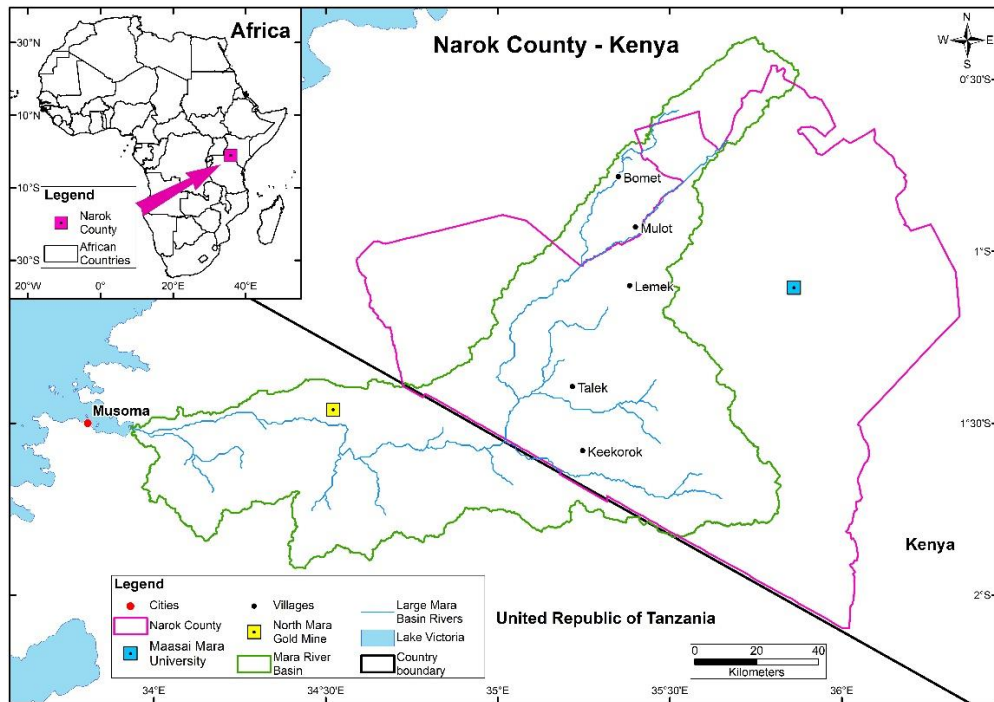 Africa
30°N
10°N
10°S
30°S
20°W
0°
20°E
40°E
Legend
Narok
County
African
Countries
Narok County - Kenya
N
W
E
S
0°30'S
1°S
1°30'S
2°S
Bomet
Mulot
Lemek
Talek
Keekorok
Musoma
Kenya
United Republic of Tanzania
Legend
Cities
Villages
Large Mara
Basin Rivers
Narok County
North Mara
Gold Mine
Lake Victoria
Maasai Mara
University
Mara River
Basin
Country
boundary
0
20
40
Kilometers
34°E
34°30'E
35°E
35°30'E
36°E